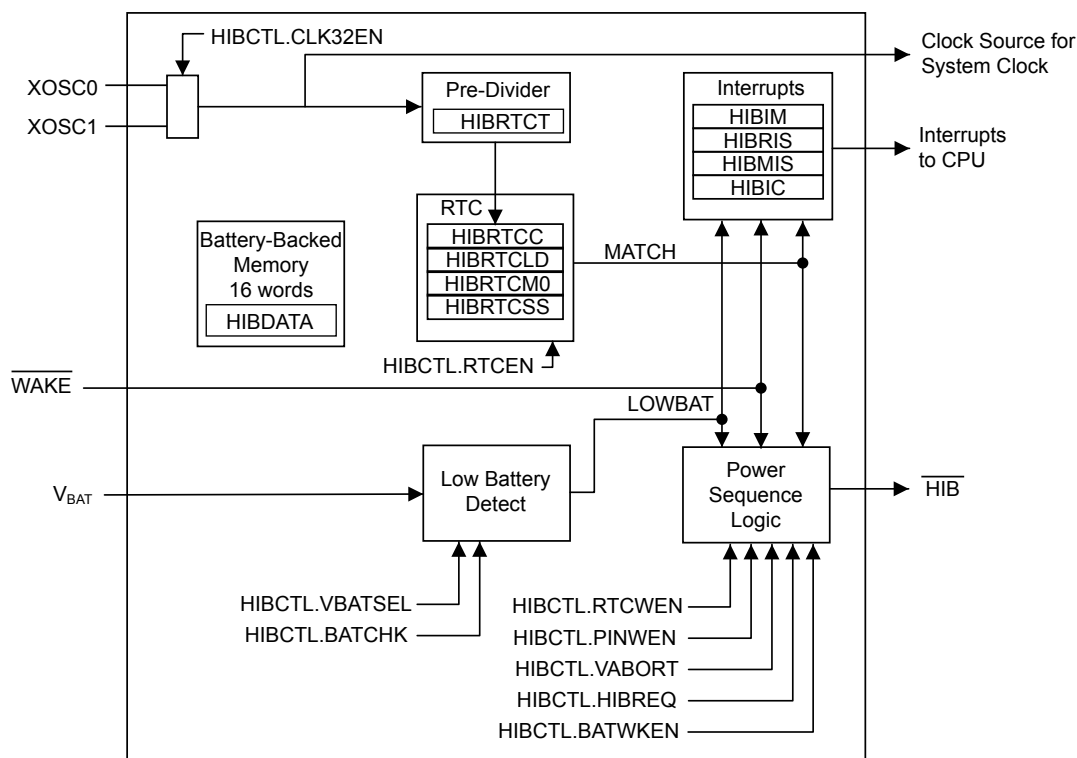 HIBCTL.CLK32EN
XOSC0
XOSC1
Pre-Divider
HIBRTCT
Interrupts
HIBIM
HIBRIS
HIBMIS
HIBIC
Clock Source for
System Clock
Interrupts
to CPU
RTC
HIBRTCC
HIBRTCLD
HIBRTCM0
HIBRTCSS
MATCH
Battery-Backed
Memory
16 words
HIBDATA
HIBCTL.RTCEN
WAKE
LOWBAT
VBAT
Low Battery
Detect
Power
Sequence
Logic
HIB
HIBCTL.VBATSEL
HIBCTL.BATCHK
HIBCTL.RTCWEN
HIBCTL.PINWEN
HIBCTL.VABORT
HIBCTL.HIBREQ
HIBCTL.BATWKEN